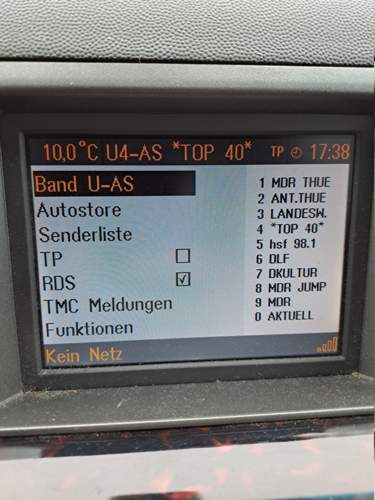 10,0°C U4-AS *TOP 40* TP 17:38
Band U-AS
Autostore
Senderliste
TP
RDS
TMC Meldungen
Funktionen
1 MDR THUE
2 ANT.THUE
3 LANDESW.
4 *TOP 40*
5 hsf 98.1
6 DLF
7 DKULTUR
8 MDR JUMP
9 MDR
0 AKTUELL
Kein Netz